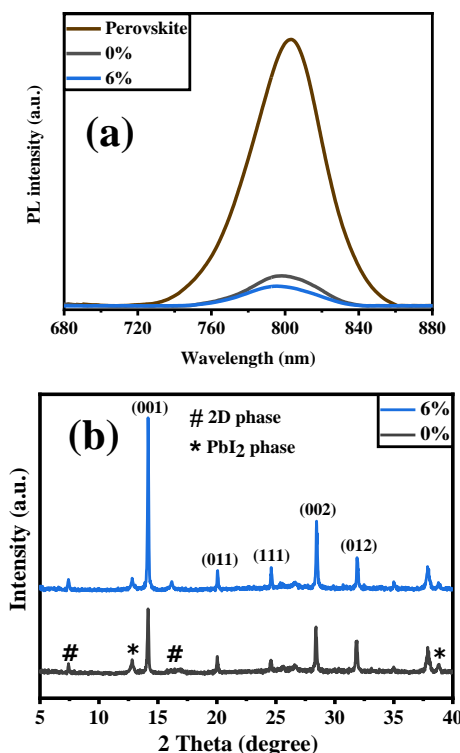 Perovskite
0%
6%
(a)
PL intensity (a.u.)
680 720 760 800 840 880
Wavelength (nm)
(b)
# 2D phase
* PbI2 phase
6%
0%
(001)
(002)
(011)
(111)
(012)
#
*
#
*
Intensity (a.u.)
5 10 15 20 25 30 35 40
2 Theta (degree)